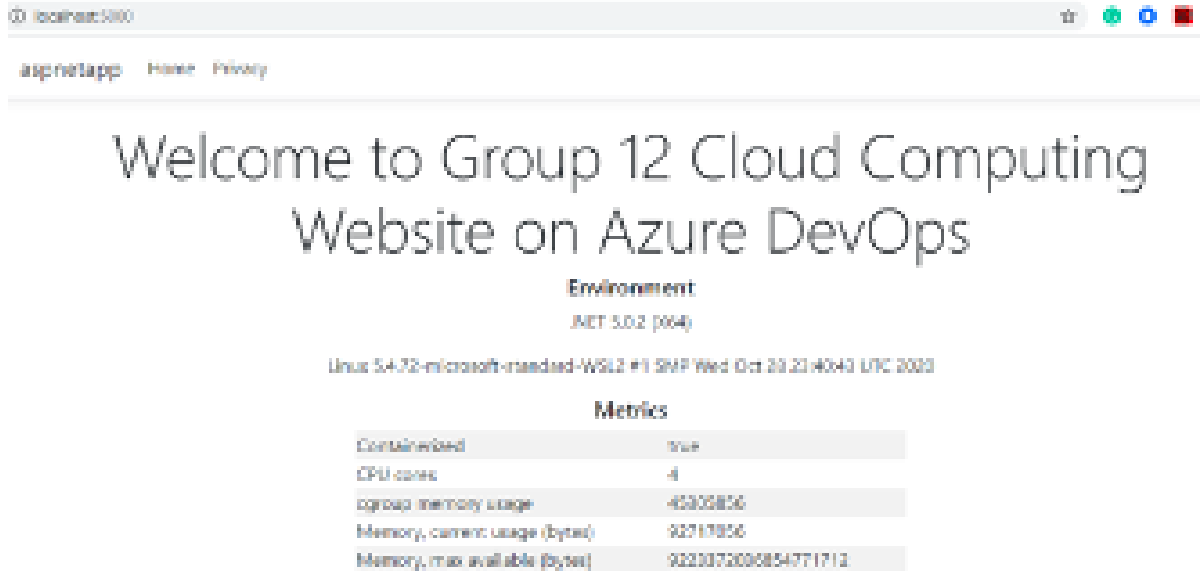 localhost:5000
aspnetapp Home Privacy
Welcome to Group 12 Cloud Computing
Website on Azure DevOps
Environment
.NET 5.0.2 (X64)
Linux 5.4.72-microsoft-standard-WSL2 #1 SMP Wed Oct 28 23:40:43 UTC 2020
Metrics
Containerized true
CPU cores 4
cgroup memory usage
Memory, current usage (bytes)
Memory, max available (bytes) 9223372036854771712